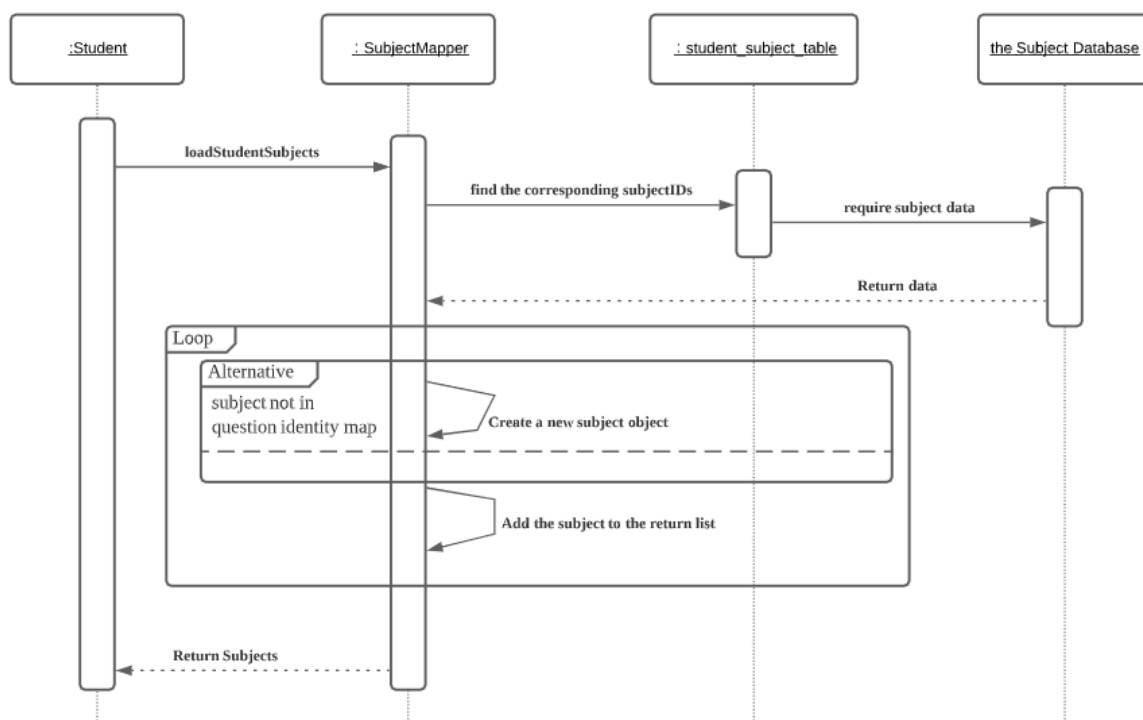 :Student
: SubjectMapper
: student_subject_table
the Subject Database
loadStudentSubjects
find the corresponding subjectIDs
require subject data
Return data
Loop
Alternative
subject not in
question identity map
Create a new subject object
Add the subject to the return list
Return Subjects